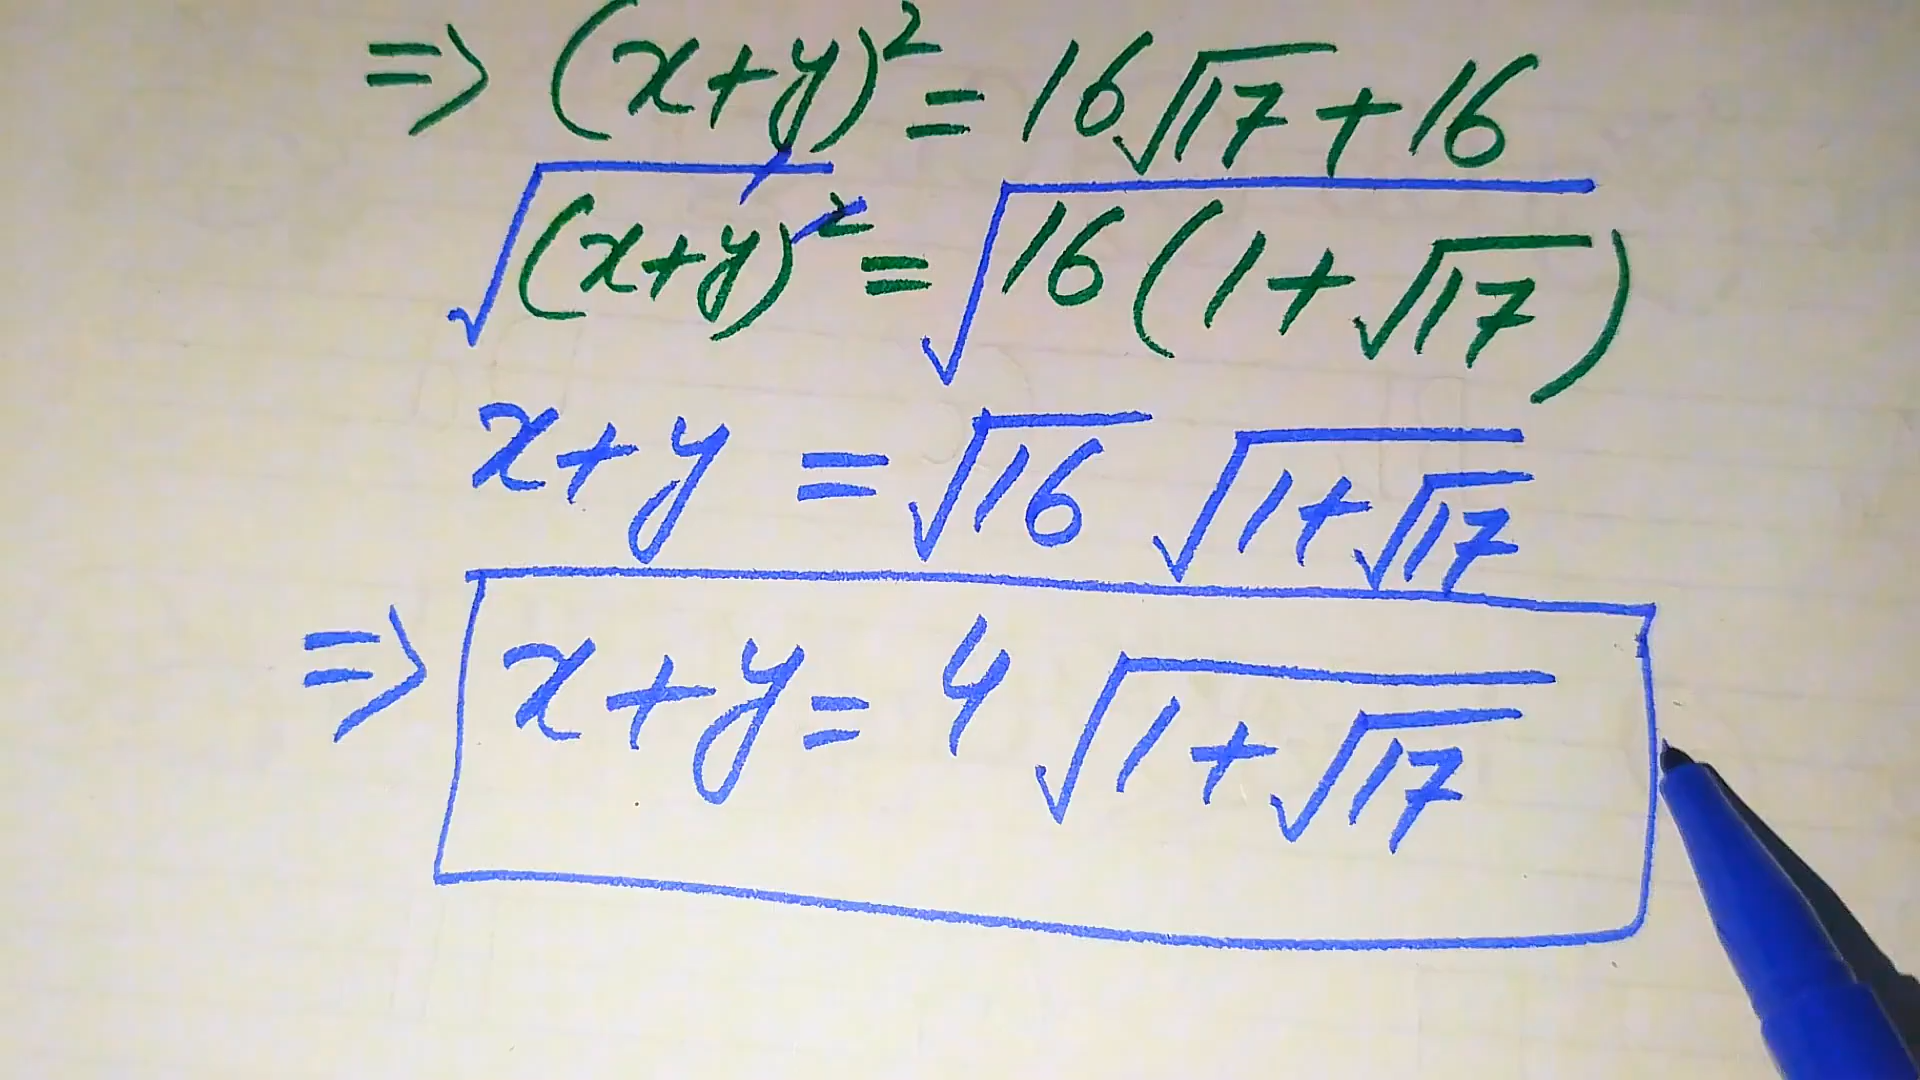 => (x+y)² = 16√17 + 16
√(x+y)² = √16(1+√17)
x+y = √16 √1+√17
=> x+y = 4 √1+√17